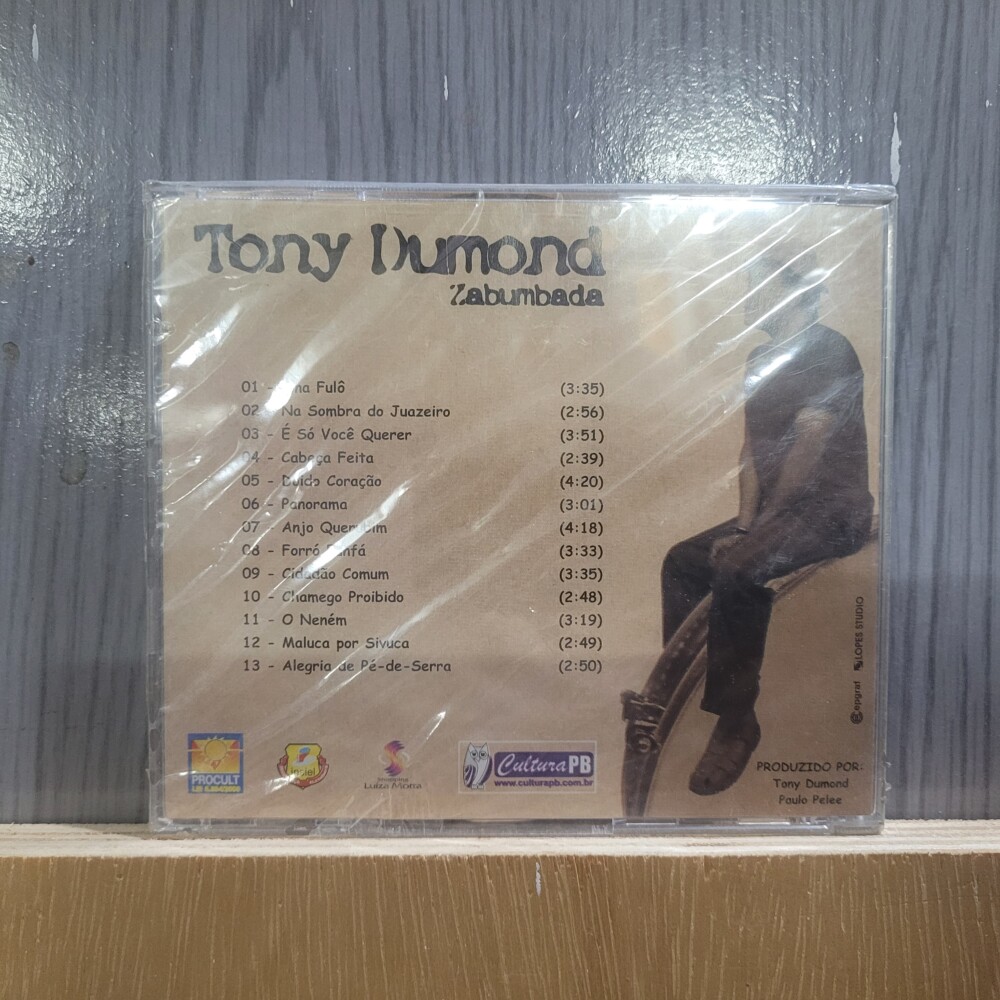 Tony Dumond
Zabumbada
01 - Fulô (3:35)
02 - Na Sombra do Juazeiro (2:56)
03 - É Só Você Querer (3:51)
04 - Cabeça Feita (2:39)
05 - Doido Coração (4:20)
06 - Panorama (3:01)
07 - Anjo Querubim (4:18)
08 - Forró (3:33)
09 - Cidadão Comum (3:35)
10 - Chamego Proibido (2:48)
11 - O Neném (3:19)
12 - Maluca por Sivuca (2:49)
13 - Alegria de Pé-de-Serra (2:50)
epgraf LOPES STUDIO
PROCULT
CulturaPB
www.culturapb.com.br
PRODUZIDO POR:
Tony Dumond
Paulo Pelee